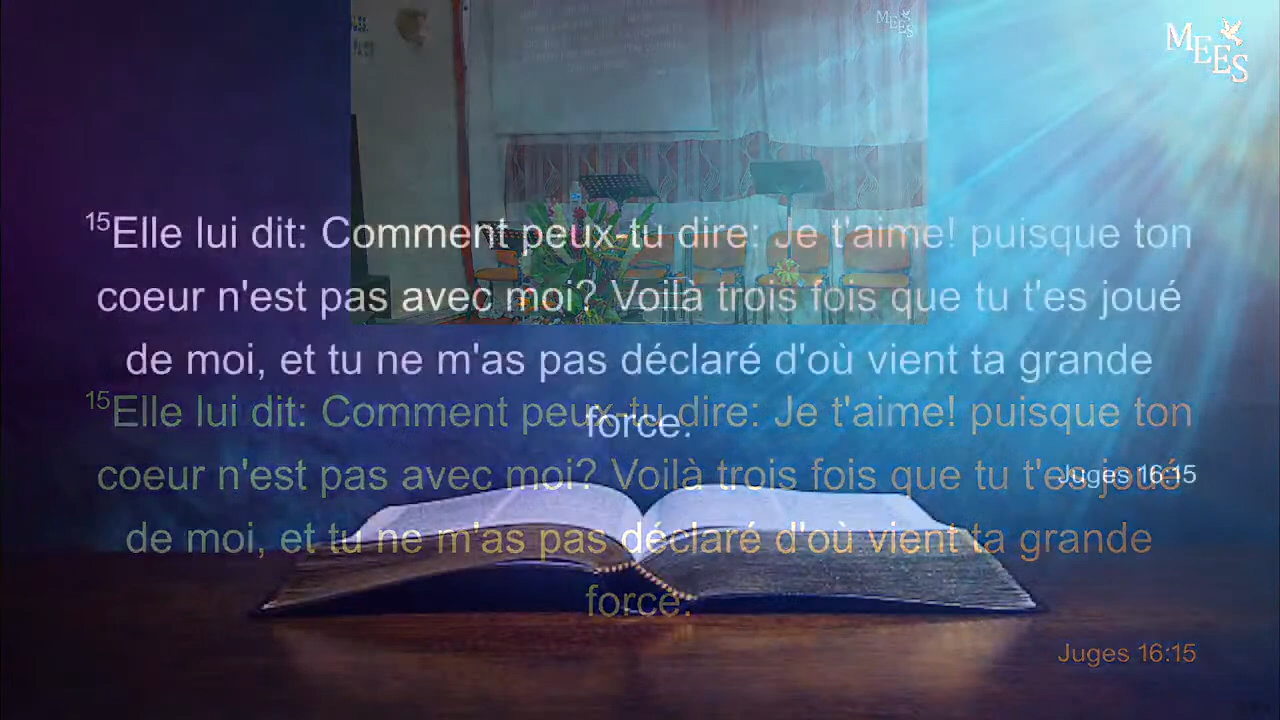 MEES
MEES
15Elle lui dit: Comment peux-tu dire: Je t'aime! puisque ton
coeur n'est pas avec moi? Voilà trois fois que tu t'es joué
de moi, et tu ne m'as pas déclaré d'où vient ta grande
force.
Juges 16:15
15Elle lui dit: Comment peux-tu dire: Je t'aime! puisque ton
coeur n'est pas avec moi? Voilà trois fois que tu t'es joué
de moi, et tu ne m'as pas déclaré d'où vient ta grande
force.
Juges 16:15